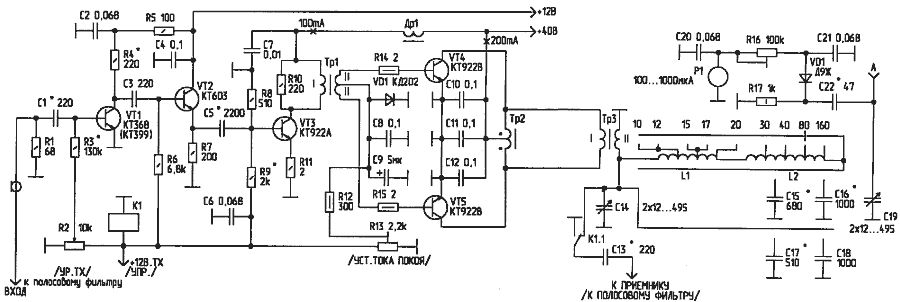 C2 0,068
R5 100
C4 0,1
R4* 220
C3 220
C1* 220
VT1 КТ368 (КТ399)
R1 68
R3* 130k
VT2 КТ603
C5* 2200
R6 6,8k
R7 200
R2 10k
K1
/УР.ТХ/
+12В.ТХ
/УПР./
ВХОД
к полосовому фильтру
C7 0,01
R8 510
R9* 2k
C6 0,068
100mA
R10 220
Тр1
I
II
VT3 КТ922А
R11 2
Др1
+12В
+40В
200mA
R14 2
VT4 КТ922В
VD1 КД202
C10 0,1
C8 0,1
C11 0,1
C9 5мк
C12 0,1
R12 300
R15 2
VT5 КТ922В
R13 2,2k
/УСТ.ТОКА ПОКОЯ/
Тр2
Тр3
I
II
C14
2х12...495
K1.1
C13* 220
К ПРИЕМНИКУ
/К ПОЛОСОВОМУ ФИЛЬТРУ/
C20 0,068
R16 100k
C21 0,068
P1
100...1000мкА
VD1 Д9Ж
R17 1k
C22* 47
А
10 12 15 17 20 30 40 80 160
L1
L2
C15* 680
C16* 1000
C17* 510
C18 1000
C19
2х12...495